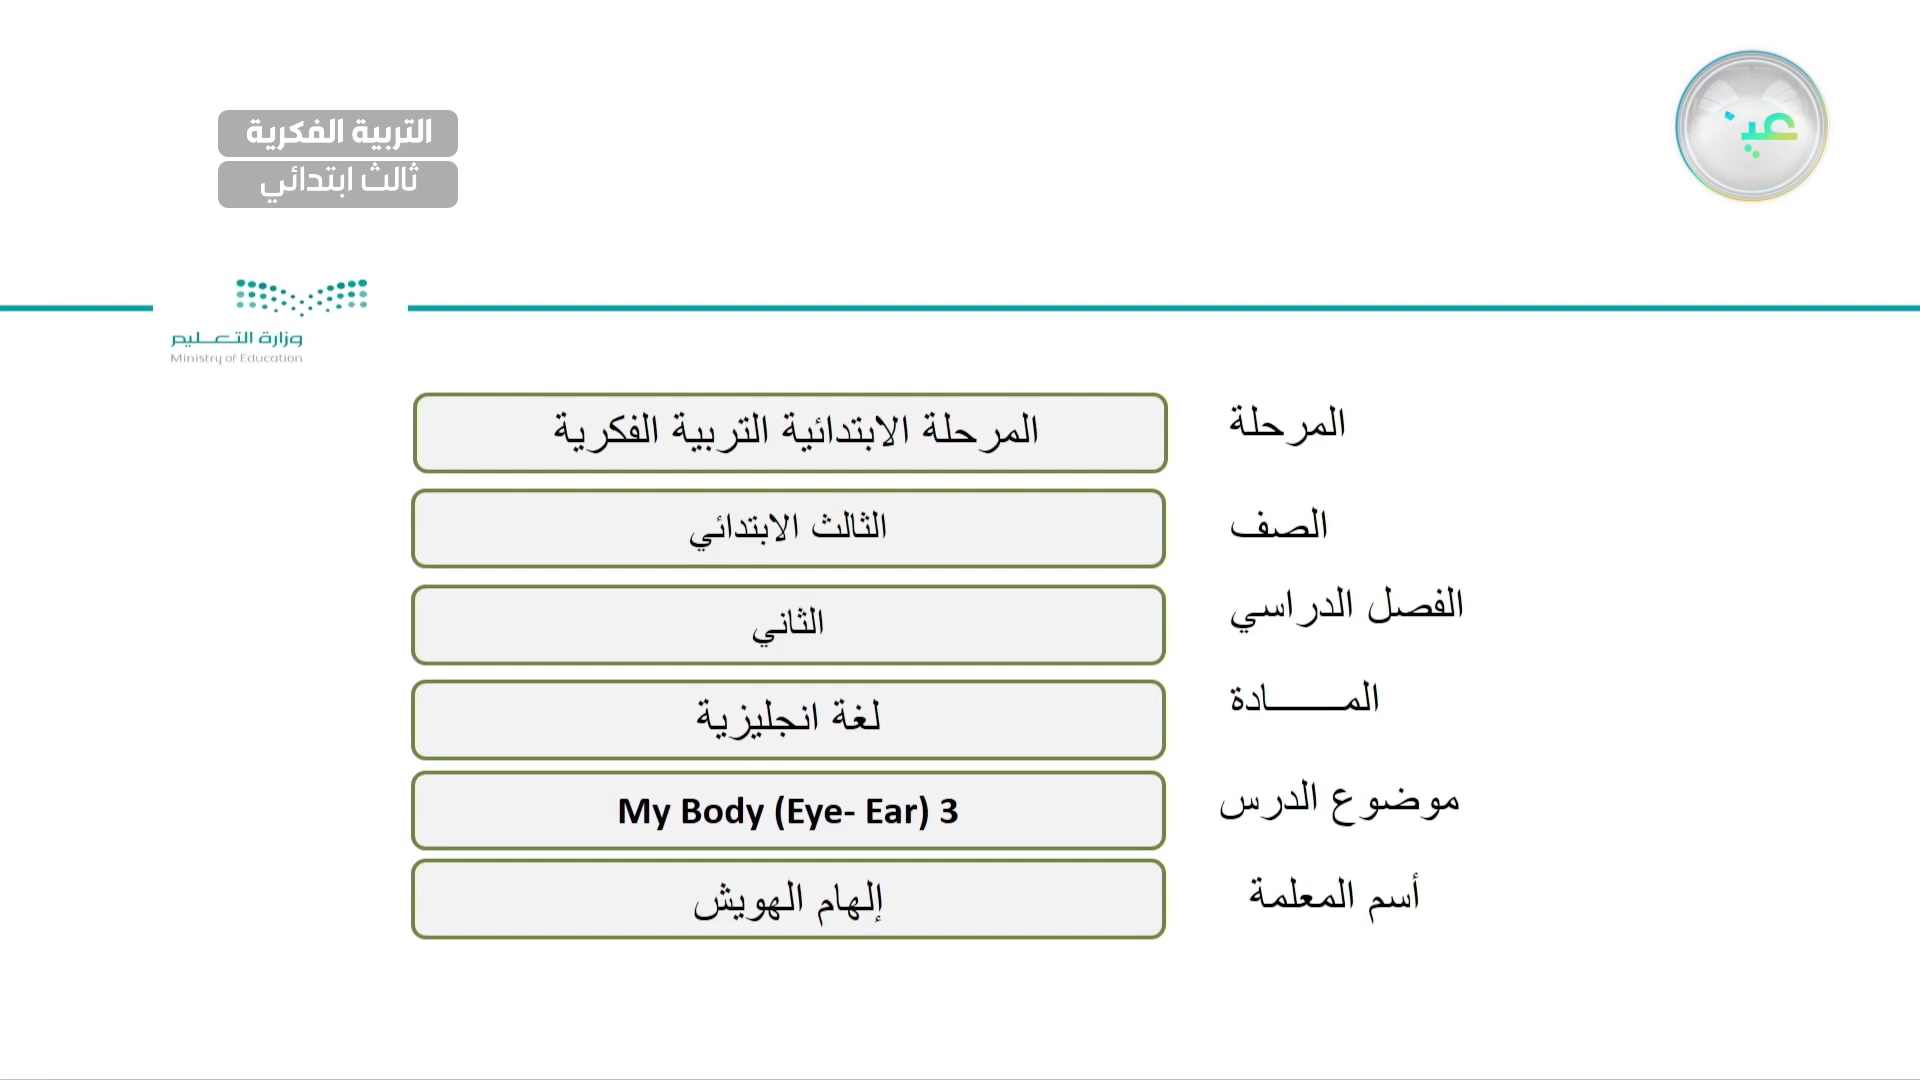 التربية الفكرية
ثالث ابتدائي
عين
وزارة التعليم
Ministry of Education
المرحلة
المرحلة الابتدائية التربية الفكرية
الصف
الثالث الابتدائي
الفصل الدراسي
الثاني
المـــــــادة
لغة انجليزية
موضوع الدرس
My Body (Eye- Ear) 3
أسم المعلمة
إلهام الهويش